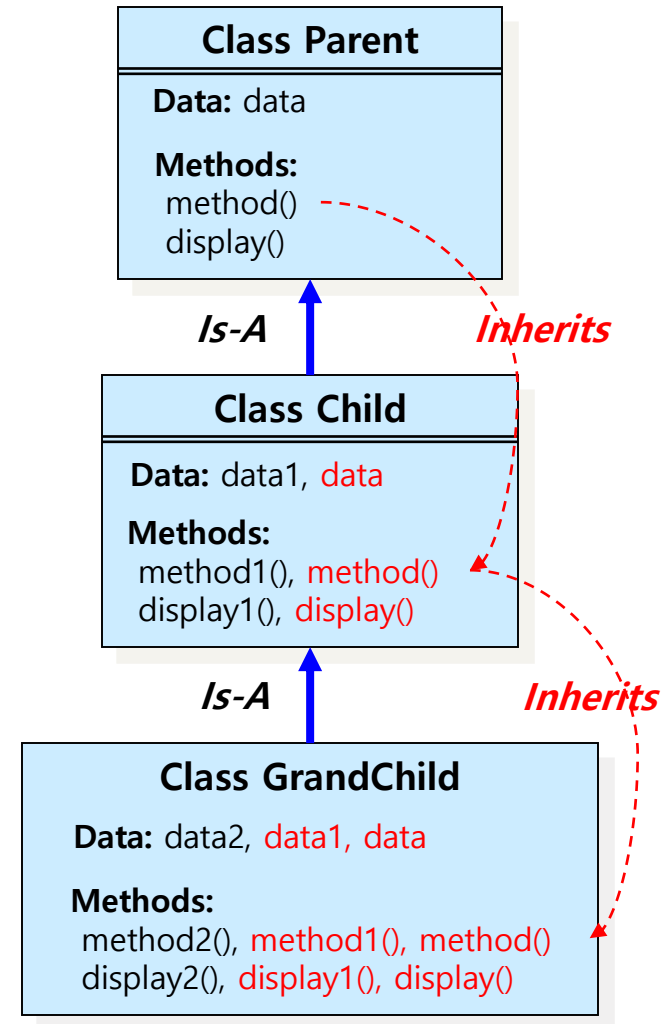 Class Parent
Data: data
Methods:
method()
display()
Is-A
Inherits
Class Child
Data: data1, data
Methods:
method1(), method()
display1(), display()
Is-A
Inherits
Class GrandChild
Data: data2, data1, data
Methods:
method2(), method1(), method()
display2(), display1(), display()